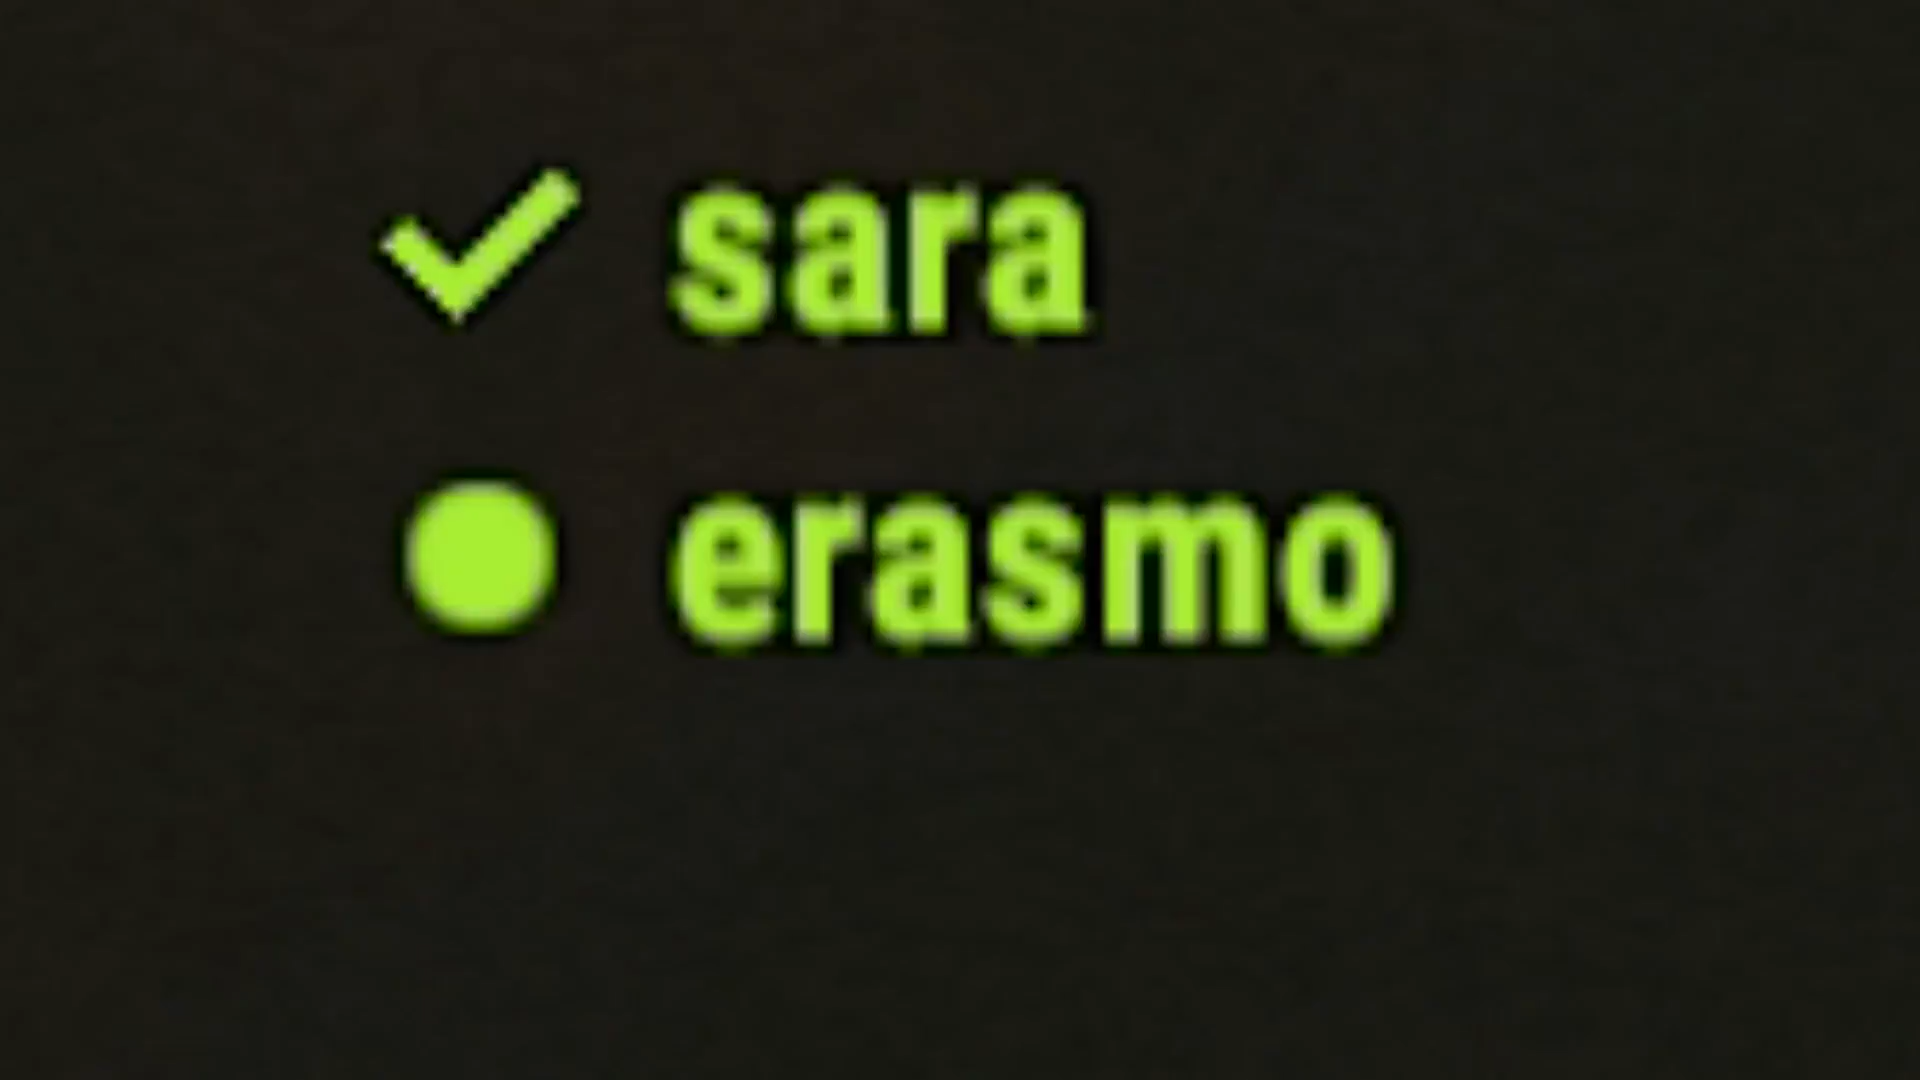 ✓ sara
● erasmo